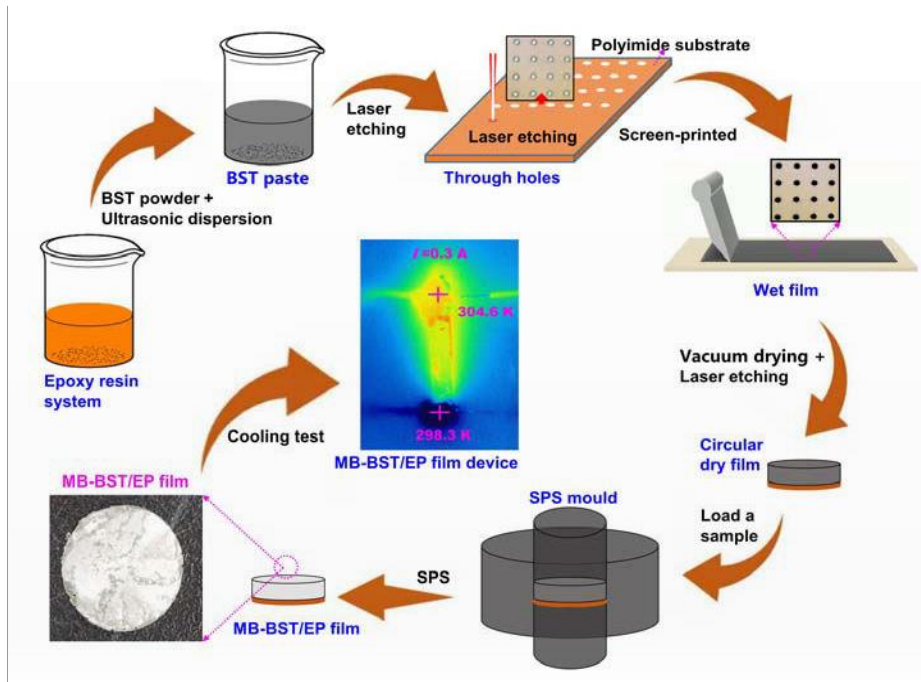 Epoxy resin
system
BST powder +
Ultrasonic dispersion
BST paste
Laser
etching
Polyimide substrate
Laser etching
Through holes
Screen-printed
Wet film
Vacuum drying +
Laser etching
Circular
dry film
Load a
sample
SPS mould
SPS
MB-BST/EP film
MB-BST/EP film
Cooling test
I=0.3 A
304.6 K
298.3 K
MB-BST/EP film device